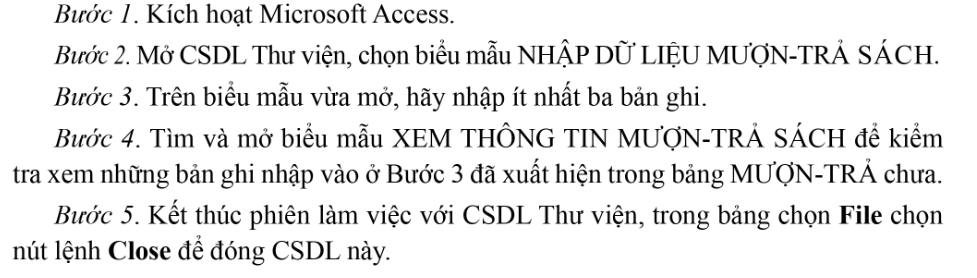 Bước 1. Kích hoạt Microsoft Access.
Bước 2. Mở CSDL Thư viện, chọn biểu mẫu NHẬP DỮ LIỆU MƯỢN-TRẢ SÁCH.
Bước 3. Trên biểu mẫu vừa mở, hãy nhập ít nhất ba bản ghi.
Bước 4. Tìm và mở biểu mẫu XEM THÔNG TIN MƯỢN-TRẢ SÁCH để kiểm
tra xem những bản ghi nhập vào ở Bước 3 đã xuất hiện trong bảng MƯỢN-TRẢ chưa.
Bước 5. Kết thúc phiên làm việc với CSDL Thư viện, trong bảng chọn File chọn
nút lệnh Close để đóng CSDL này.